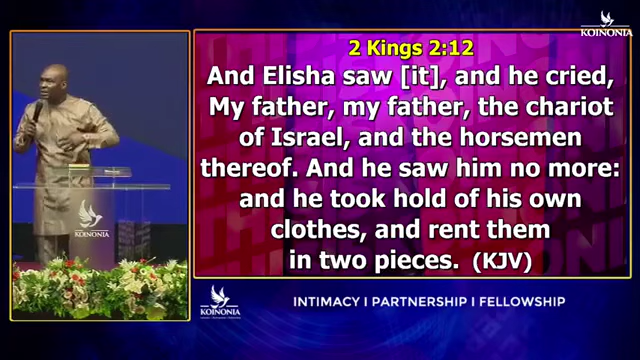 KOINONIA
2 Kings 2:12
And Elisha saw [it], and he cried,
My father, my father, the chariot
of Israel, and the horsemen
thereof. And he saw him no more:
and he took hold of his own
clothes, and rent them
in two pieces. (KJV)
KOINONIA
KOINONIA
INTIMACY I PARTNERSHIP I FELLOWSHIP